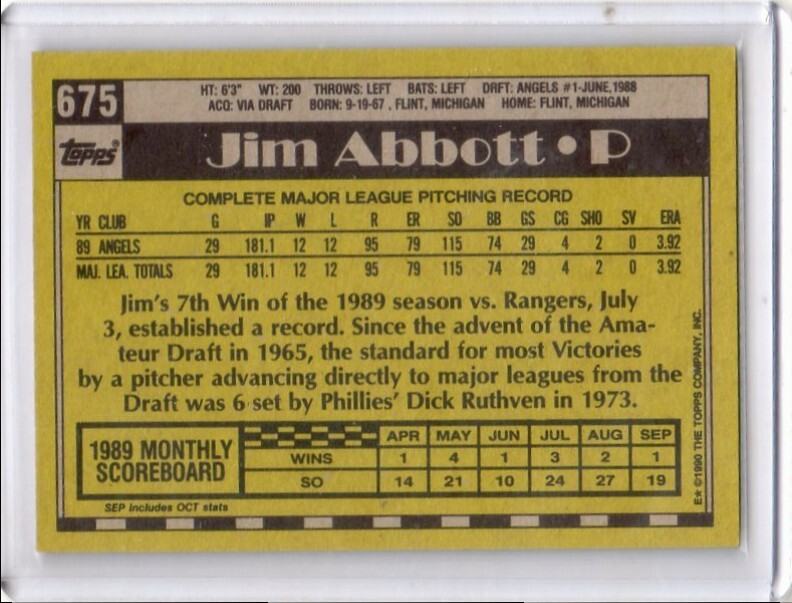 675
HT: 6'3" WT: 200 THROWS: LEFT BATS: LEFT DRFT: ANGELS #1-JUNE, 1988
ACQ: VIA DRAFT BORN: 9-19-67 , FLINT, MICHIGAN HOME: FLINT, MICHIGAN
Topps®
Jim Abbott • P
COMPLETE MAJOR LEAGUE PITCHING RECORD
YR CLUB G IP W L R ER SO BB GS CG SHO SV ERA
89 ANGELS 29 181.1 12 12 95 79 115 74 29 4 2 0 3.92
MAJ. LEA. TOTALS 29 181.1 12 12 95 79 115 74 29 4 2 0 3.92
Jim's 7th Win of the 1989 season vs. Rangers, July
3, established a record. Since the advent of the Ama-
teur Draft in 1965, the standard for most Victories
by a pitcher advancing directly to major leagues from the
Draft was 6 set by Phillies' Dick Ruthven in 1973.
1989 MONTHLY
SCOREBOARD
APR MAY JUN JUL AUG SEP
WINS 1 4 1 3 2 1
SO 14 21 10 24 27 19
SEP includes OCT stats
E* ©1990 THE TOPPS COMPANY, INC.